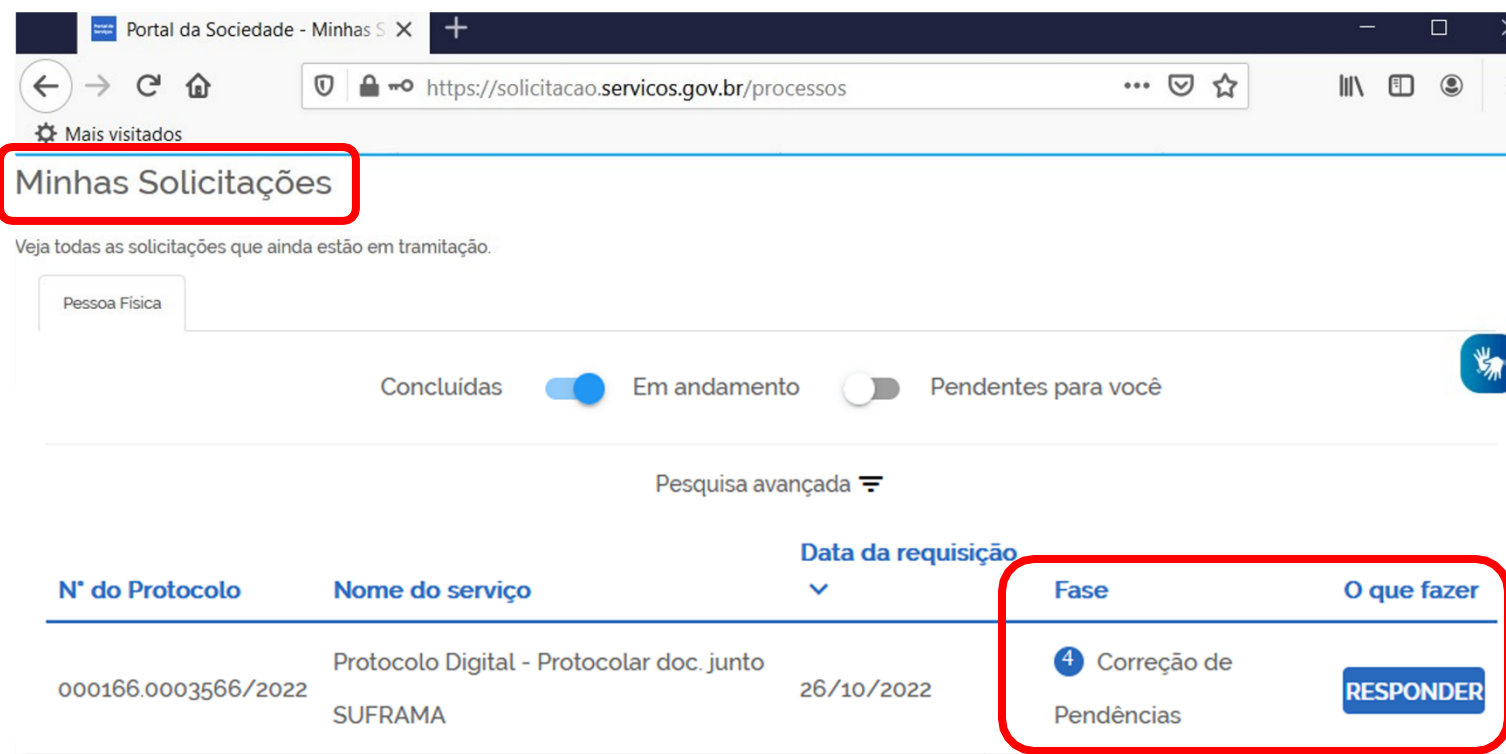 Portal da Sociedade - Minhas S
https://solicitacao.servicos.gov.br/processos
Mais visitados
Minhas Solicitações
Veja todas as solicitações que ainda estão em tramitação.
Pessoa Física
Concluídas Em andamento Pendentes para você
Pesquisa avançada
Data da requisição
N° do Protocolo Nome do serviço Fase O que fazer
Protocolo Digital - Protocolar doc. junto 4 Correção de
000166.0003566/2022 26/10/2022 RESPONDER
SUFRAMA Pendências